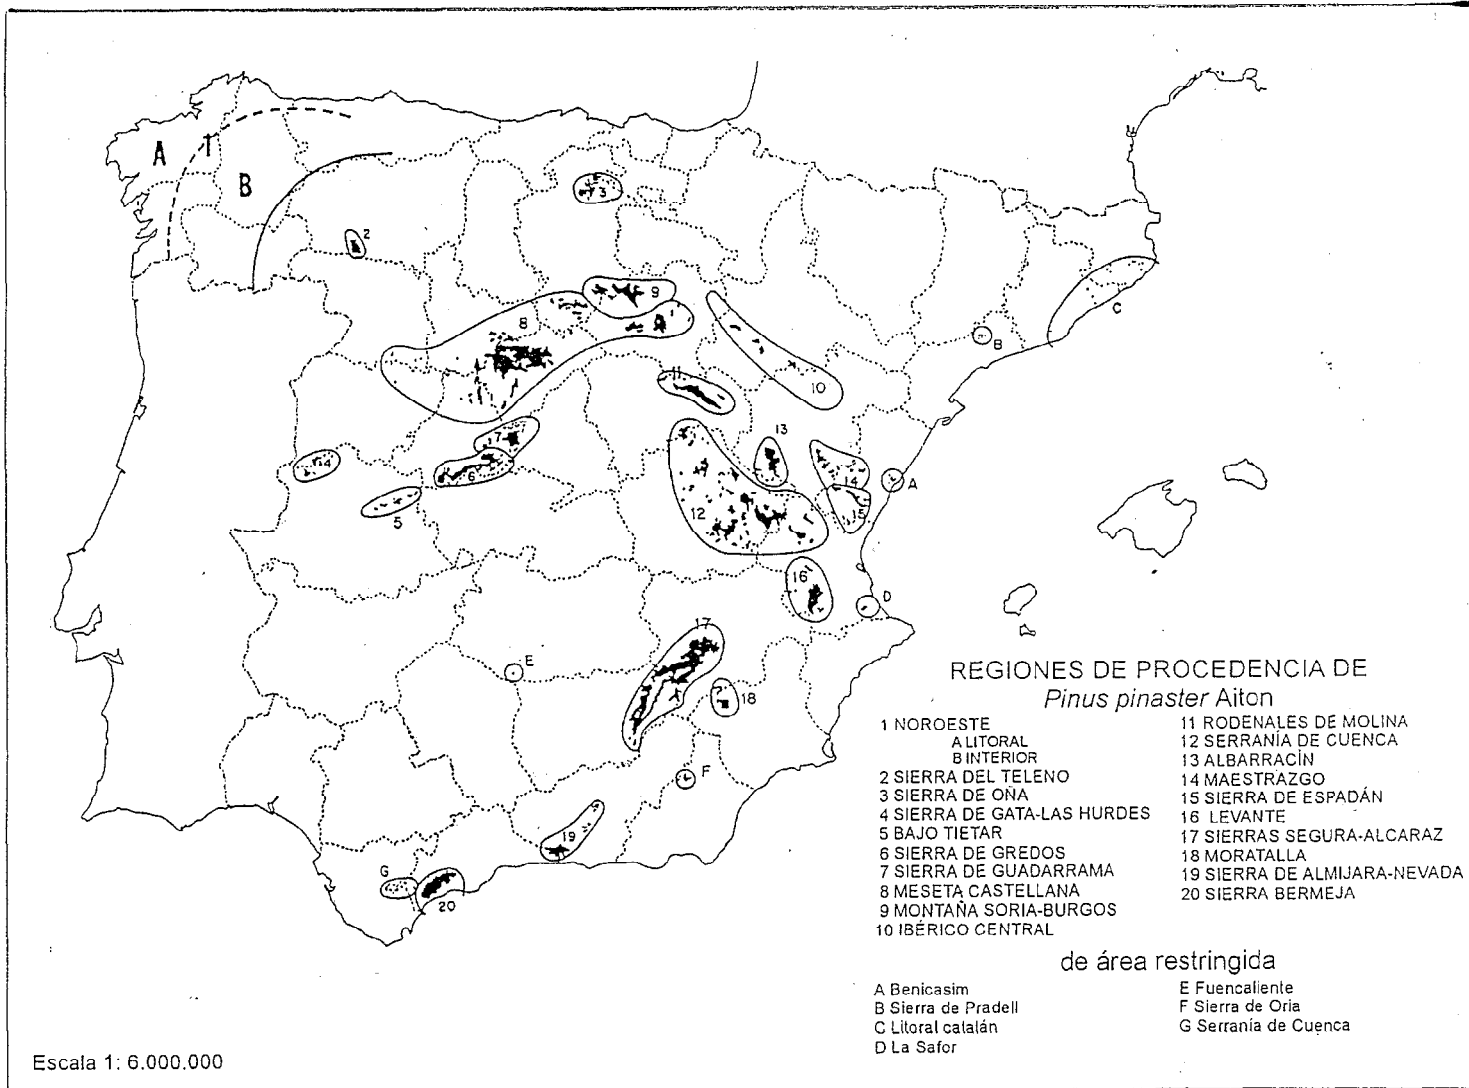 A
1
B
2
3
8
9
10
11
7
6
4
5
13
12
14
15
A
B
C
16
D
17
18
E
F
19
G
20
REGIONES DE PROCEDENCIA DE
Pinus pinaster Aiton
1 NOROESTE
A LITORAL
B INTERIOR
2 SIERRA DEL TELENO
3 SIERRA DE OÑA
4 SIERRA DE GATA-LAS HURDES
5 BAJO TIETAR
6 SIERRA DE GREDOS
7 SIERRA DE GUADARRAMA
8 MESETA CASTELLANA
9 MONTAÑA SORIA-BURGOS
10 IBÉRICO CENTRAL
11 RODENALES DE MOLINA
12 SERRANÍA DE CUENCA
13 ALBARRACÍN
14 MAESTRAZGO
15 SIERRA DE ESPADÁN
16 LEVANTE
17 SIERRAS SEGURA-ALCARAZ
18 MORATALLA
19 SIERRA DE ALMIJARA-NEVADA
20 SIERRA BERMEJA
de área restringida
A Benicasim
B Sierra de Pradell
C Litoral catalán
D La Safor
E Fuencaliente
F Sierra de Oria
G Serranía de Cuenca
Escala 1: 6.000.000